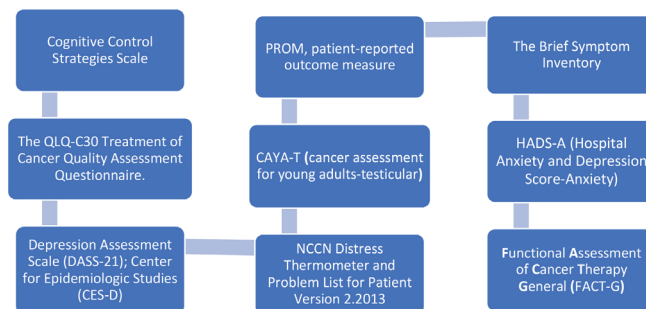 Cognitive Control
Strategies Scale
The QLQ-C30 Treatment of
Cancer Quality Assessment
Questionnaire.
Depression Assessment
Scale (DASS-21); Center
for Epidemiologic Studies
(CES-D)
NCCN Distress
Thermometer and
Problem List for Patient
Version 2.2013
CAYA-T (cancer assessment
for young adults-testicular)
PROM, patient-reported
outcome measure
The Brief Symptom
Inventory
HADS-A (Hospital
Anxiety and Depression
Score-Anxiety)
Functional Assessment
of Cancer Therapy
General (FACT-G)